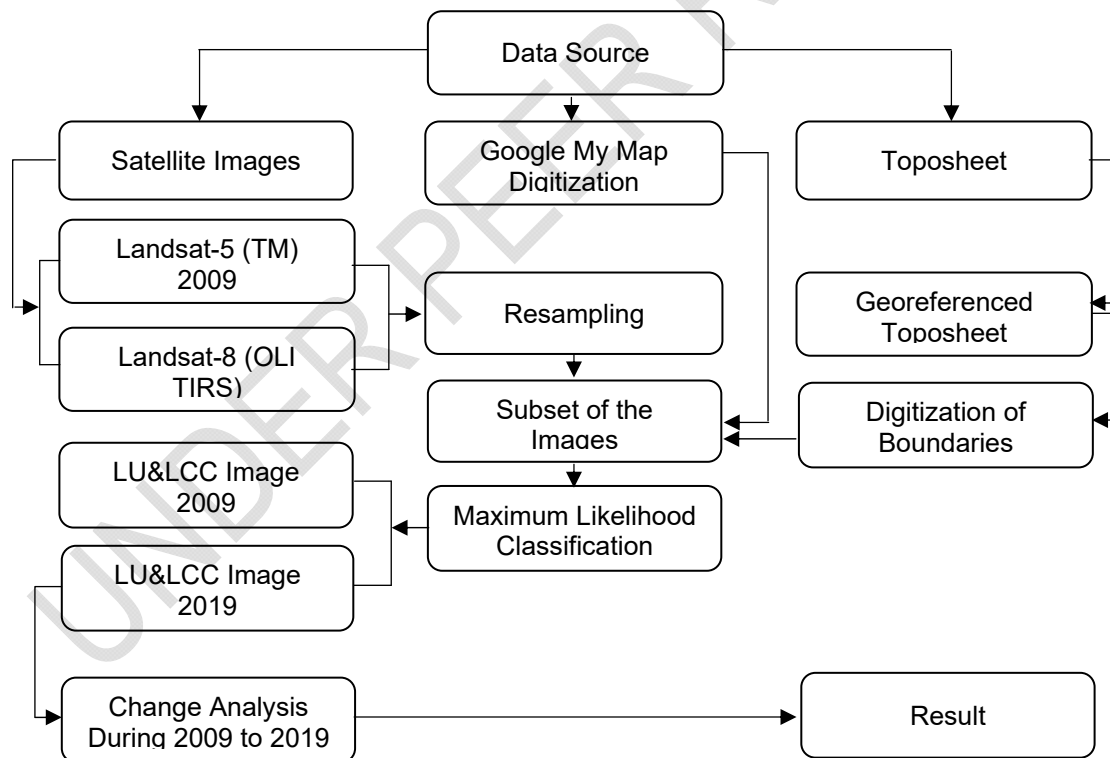 Data Source
Satellite Images
Google My Map
Digitization
Toposheet
Landsat-5 (TM)
2009
Resampling
Georeferenced
Toposheet
Landsat-8 (OLI
TIRS)
Subset of the
Images
Digitization of
Boundaries
LU&LCC Image
2009
Maximum Likelihood
Classification
LU&LCC Image
2019
Change Analysis
During 2009 to 2019
Result
UNDER PEER R